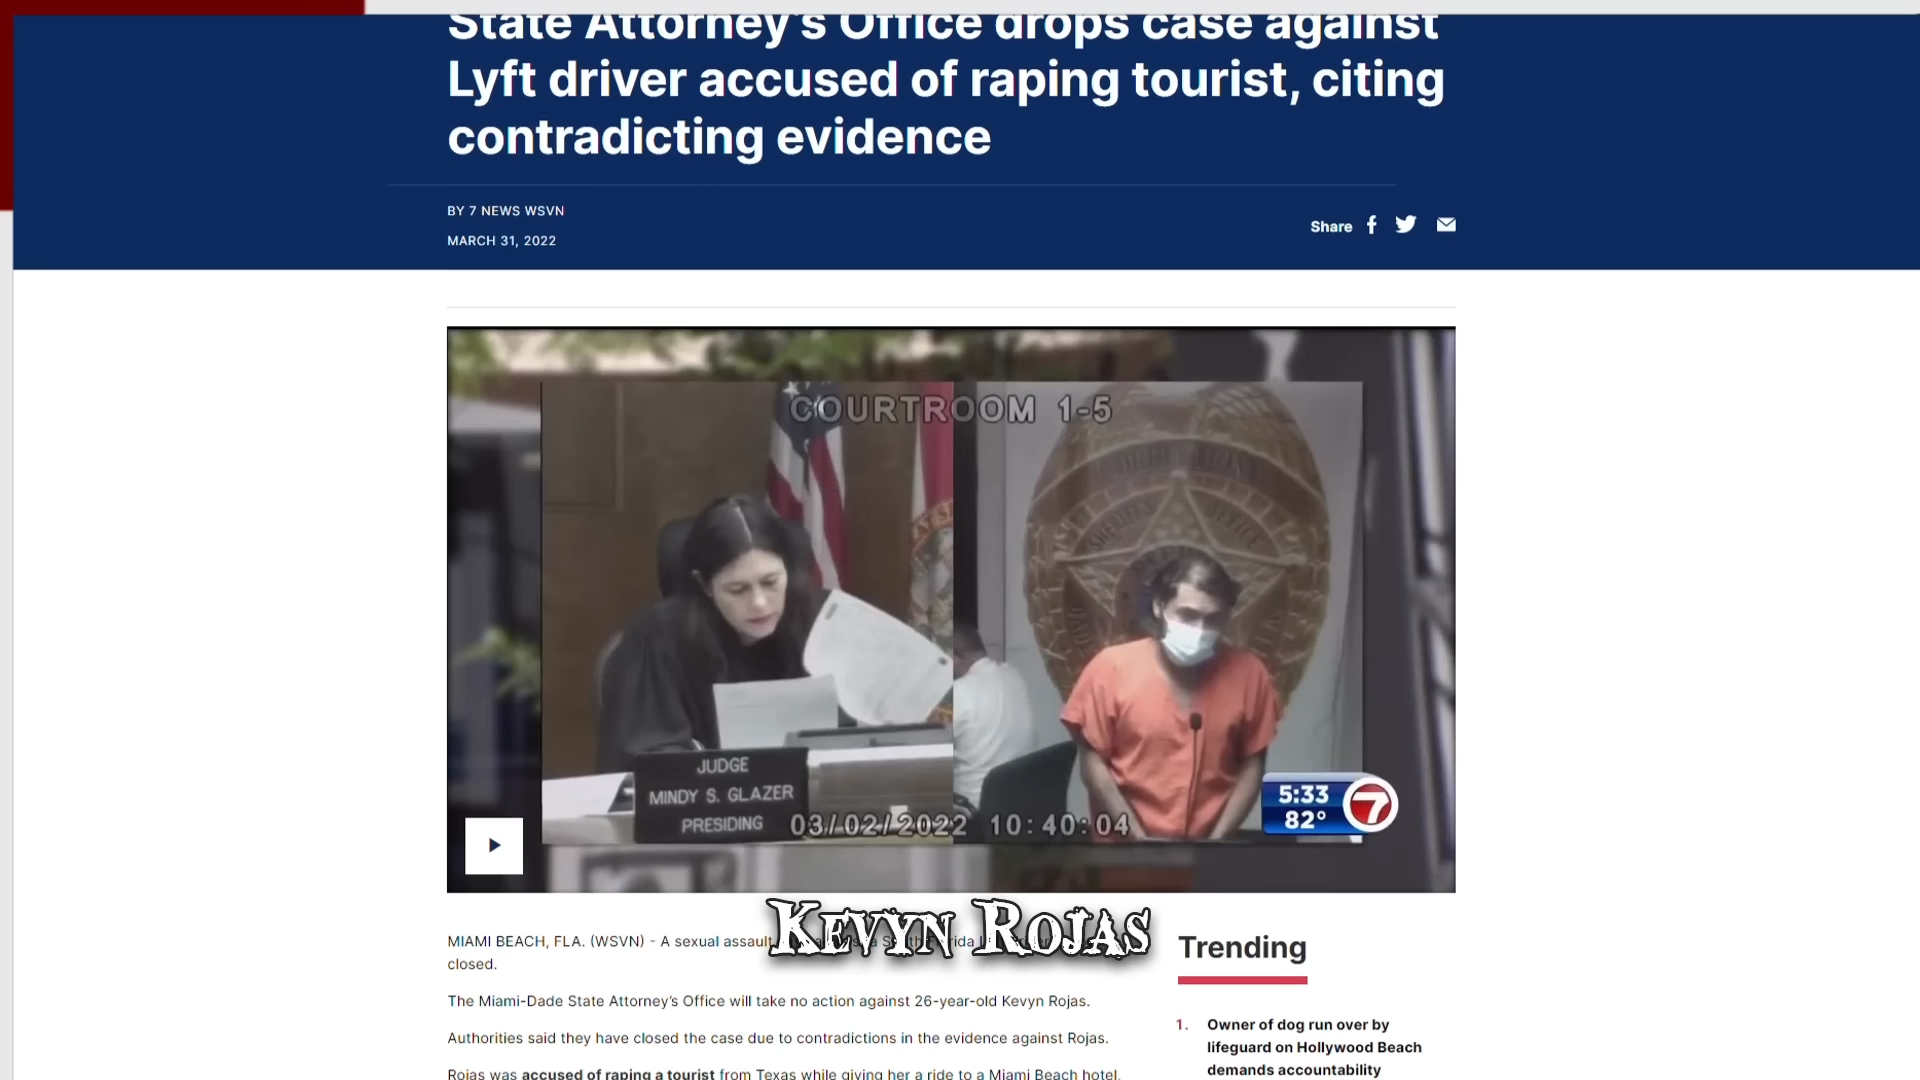 State Attorney's Office drops case against
Lyft driver accused of raping tourist, citing
contradicting evidence
BY 7 NEWS WSVN
MARCH 31, 2022
Share
COURTROOM 1-5
JUDGE
MINDY S. GLAZER
PRESIDING
03/02/2022 10:40:04
5:33
82°
7
KEVYN ROJAS
MIAMI BEACH, FLA. (WSVN) - A sexual assault
closed.
The Miami-Dade State Attorney's Office will take no action against 26-year-old Kevyn Rojas.
Authorities said they have closed the case due to contradictions in the evidence against Rojas.
Rojas was accused of raping a tourist from Texas while giving her a ride to a Miami Beach hotel,
Trending
1. Owner of dog run over by
lifeguard on Hollywood Beach
demands accountability